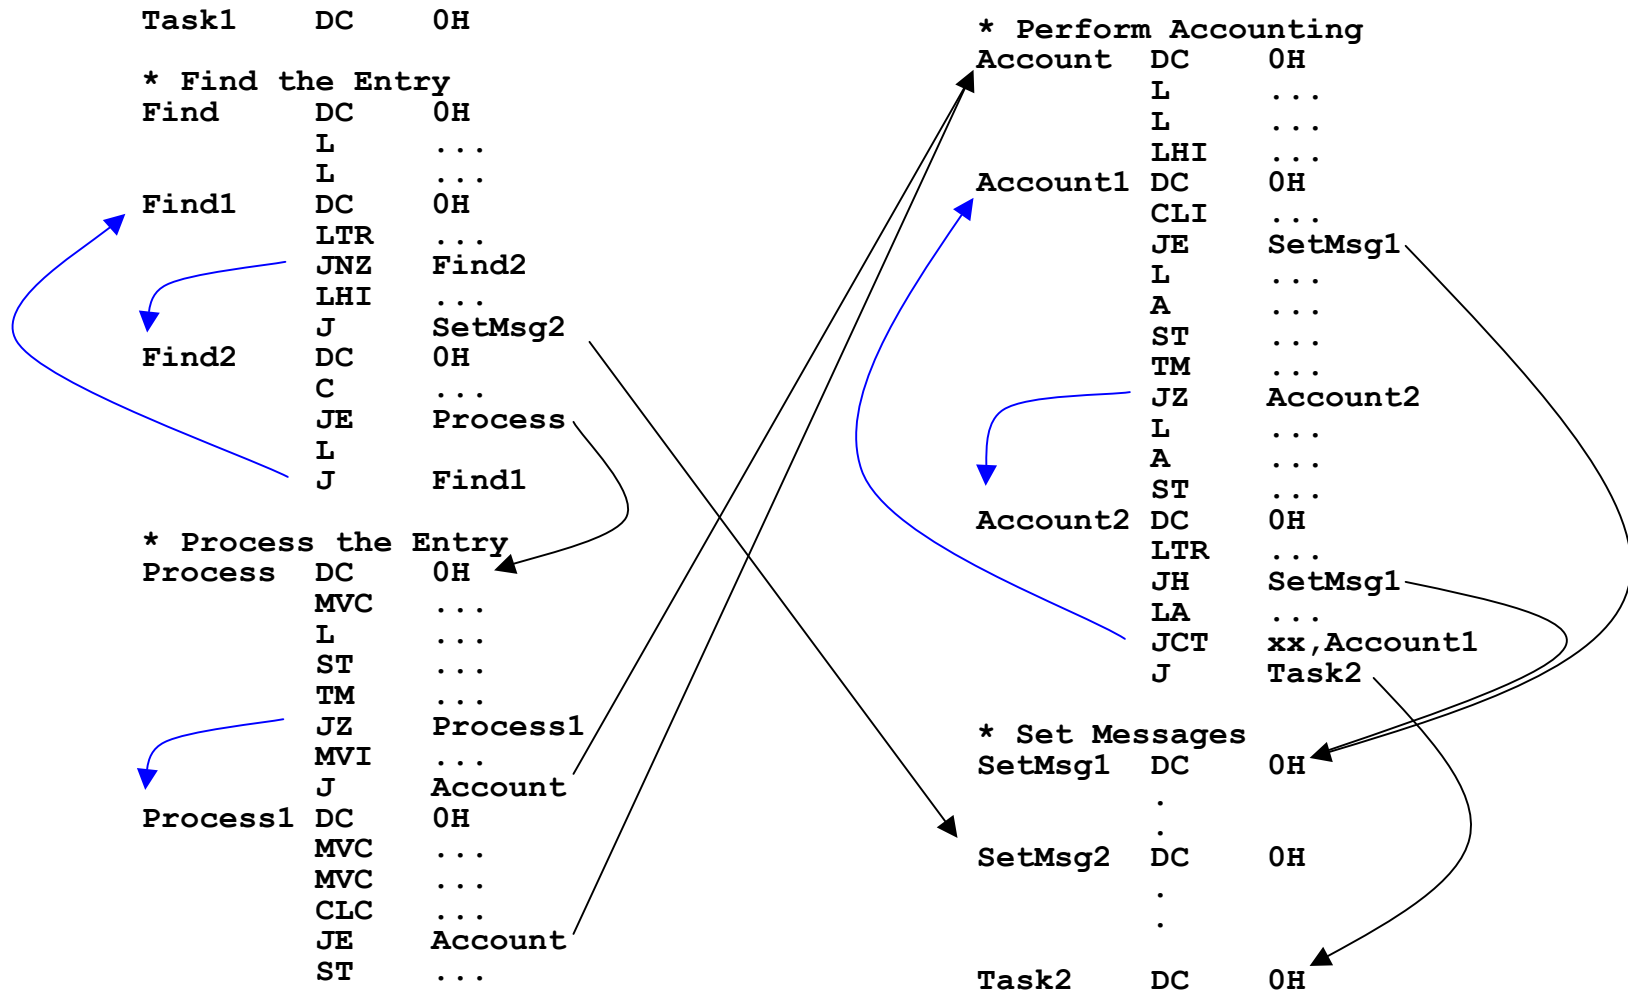 Task1 DC 0H
* Find the Entry
Find DC 0H
L ...
L ...
Find1 DC 0H
LTR ...
JNZ Find2
LHI ...
J SetMsg2
Find2 DC 0H
C ...
JE Process
L
J Find1
* Process the Entry
Process DC 0H
MVC ...
L ...
ST ...
TM ...
JZ Process1
MVI ...
J Account
Process1 DC 0H
MVC ...
MVC ...
CLC ...
JE Account
ST ...
* Perform Accounting
Account DC 0H
L ...
L ...
LHI ...
Account1 DC 0H
CLI ...
JE SetMsg1
L ...
A ...
ST ...
TM ...
JZ Account2
L ...
A ...
ST ...
Account2 DC 0H
LTR ...
JH SetMsg1
LA ...
JCT xx,Account1
J Task2
* Set Messages
SetMsg1 DC 0H
.
.
SetMsg2 DC 0H
.
.
Task2 DC 0H